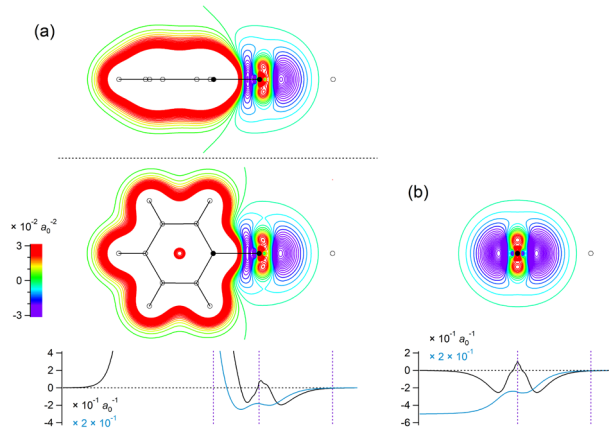 (a)
× 10⁻² a₀⁻²
3
0
-3
(b)
4
2
0
-2
-4
× 10⁻¹ a₀⁻¹
× 2 × 10⁻¹
× 10⁻¹ a₀⁻¹
× 2 × 10⁻¹
2
0
-2
-4
-6